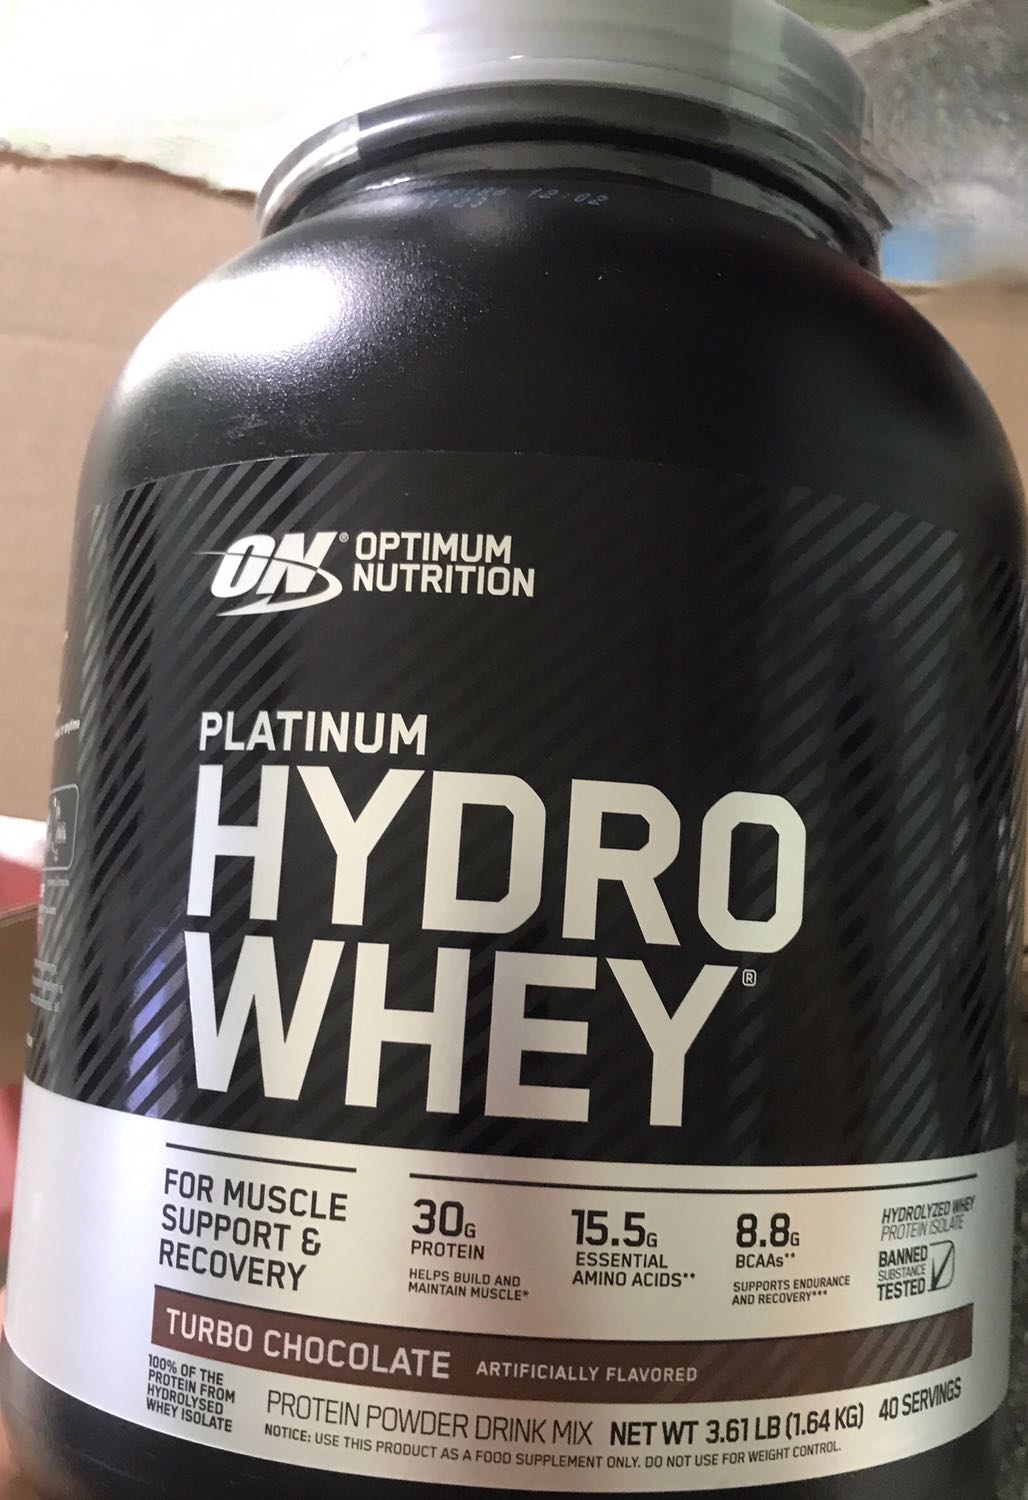 12:02
ON® OPTIMUM
NUTRITION
PLATINUM
HYDRO
WHEY®
FOR MUSCLE
SUPPORT &
RECOVERY
30G
PROTEIN
HELPS BUILD AND
MAINTAIN MUSCLE*
15.5G
ESSENTIAL
AMINO ACIDS**
8.8G
BCAAs**
SUPPORTS ENDURANCE
AND RECOVERY***
HYDROLYZED WHEY
PROTEIN ISOLATE
BANNED
SUBSTANCE
TESTED
TURBO CHOCOLATE ARTIFICIALLY FLAVORED
100% OF THE
PROTEIN FROM
HYDROLYSED
WHEY ISOLATE
PROTEIN POWDER DRINK MIX NET WT 3.61 LB (1.64 KG) 40 SERVINGS
NOTICE: USE THIS PRODUCT AS A FOOD SUPPLEMENT ONLY. DO NOT USE FOR WEIGHT CONTROL.